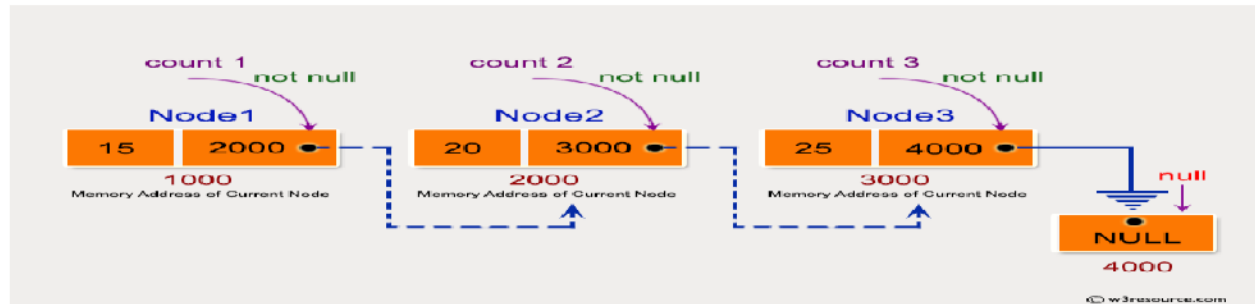 count 1
not null
count 2
not null
count 3
not null
Node1
Node2
Node3
15
2000
20
3000
25
4000
1000
Memory Address of Current Node
2000
Memory Address of Current Node
3000
Memory Address of Current Node
null
NULL
4000
© w3resource.com